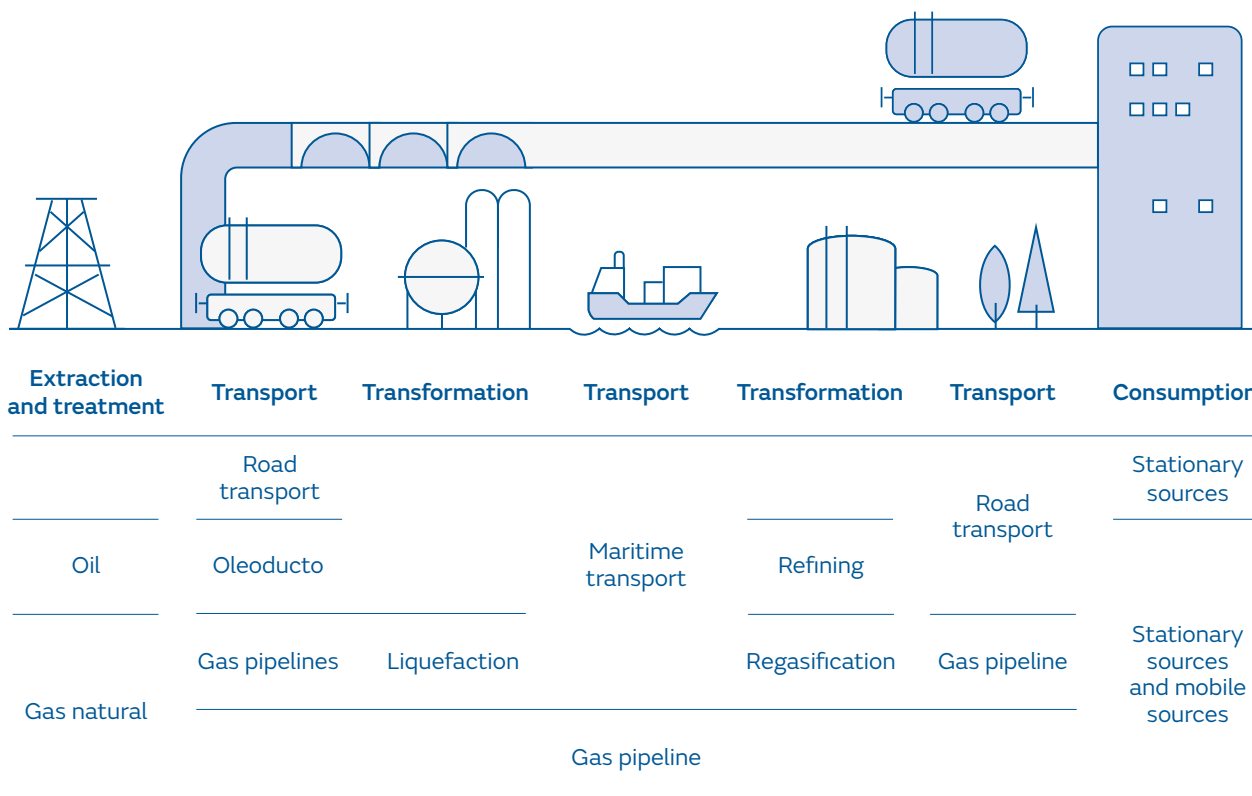 Extraction
and treatment
Transport
Transformation
Transport
Transformation
Transport
Consumption
Road
transport
Stationary
sources
Road
transport
Oil
Oleoducto
Maritime
transport
Refining
Gas natural
Gas pipelines
Liquefaction
Regasification
Gas pipeline
Stationary
sources
and mobile
sources
Gas pipeline